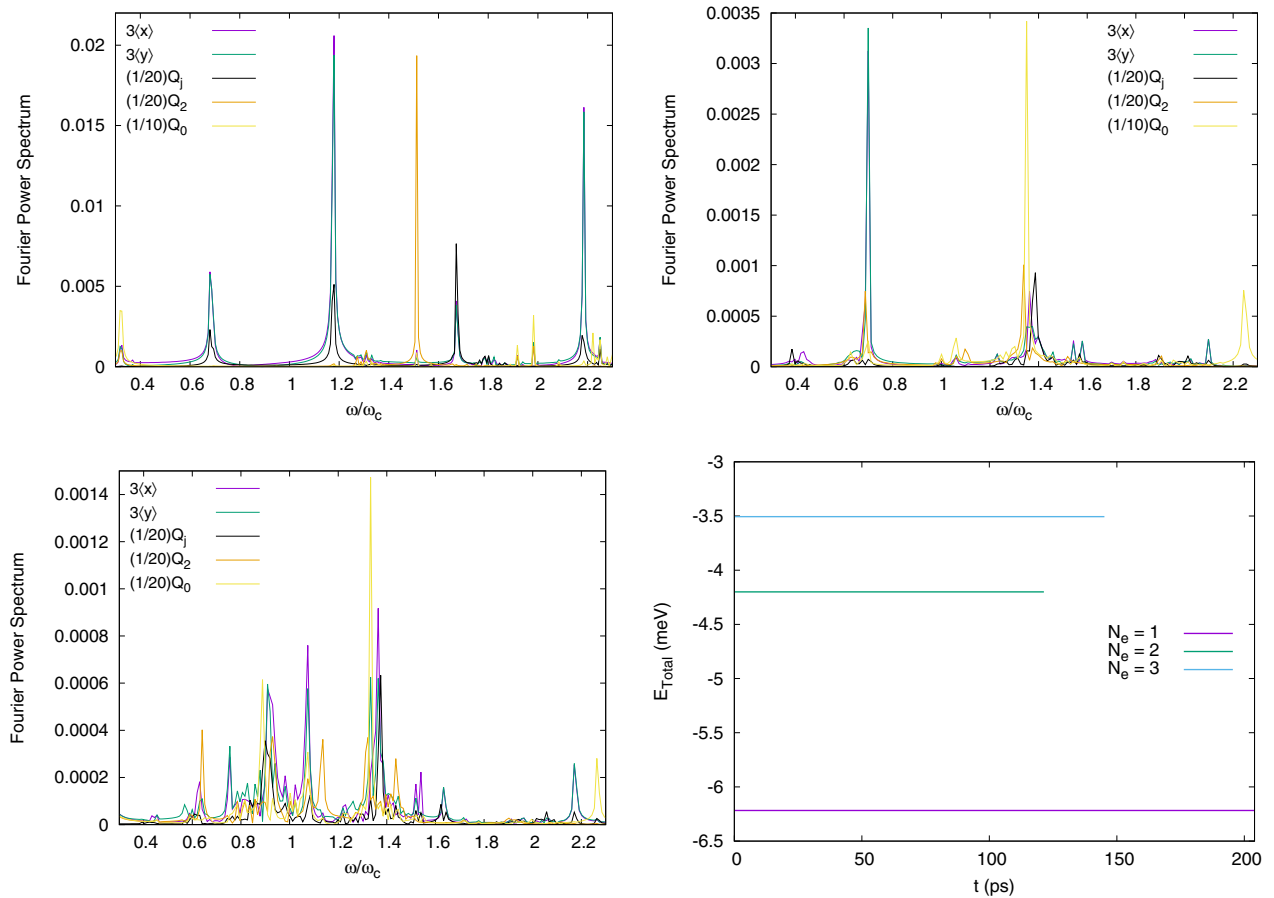 Fourier Power Spectrum
3⟨x⟩
3⟨y⟩
(1/20)Qj
(1/20)Q2
(1/10)Q0
0.02
0.015
0.01
0.005
0
0.4 0.6 0.8 1 1.2 1.4 1.6 1.8 2 2.2
ω/ωc
Fourier Power Spectrum
3⟨x⟩
3⟨y⟩
(1/20)Qj
(1/20)Q2
(1/10)Q0
0.0035
0.003
0.0025
0.002
0.0015
0.001
0.0005
0
0.4 0.6 0.8 1 1.2 1.4 1.6 1.8 2 2.2
ω/ωc
Fourier Power Spectrum
3⟨x⟩
3⟨y⟩
(1/20)Qj
(1/20)Q2
(1/20)Q0
0.0014
0.0012
0.001
0.0008
0.0006
0.0004
0.0002
0
0.4 0.6 0.8 1 1.2 1.4 1.6 1.8 2 2.2
ω/ωc
ETotal (meV)
-3
-3.5
-4
-4.5
-5
-5.5
-6
-6.5
Ne = 1
Ne = 2
Ne = 3
0 50 100 150 200
t (ps)